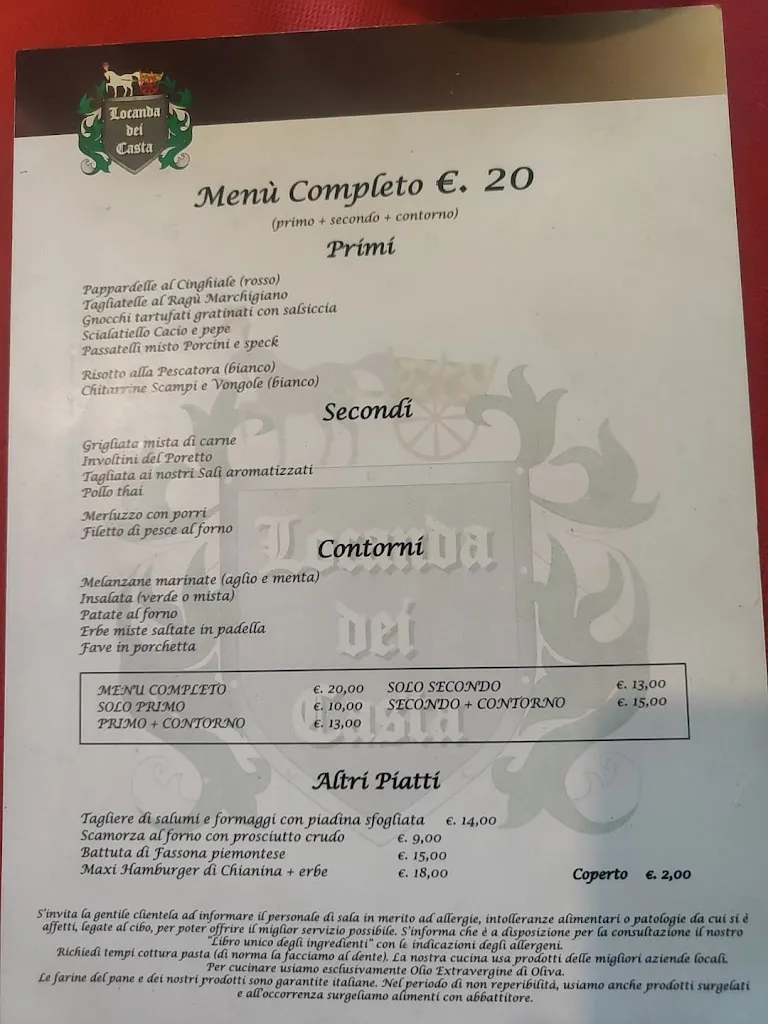 Locanda
dei
Casta
Menù Completo €. 20
(primo + secondo + contorno)
Primi
Pappardelle al Cinghiale (rosso)
Tagliatelle al Ragù Marchigiano
Gnocchi tartufati gratinati con salsiccia
Scialatiello Cacio e pepe
Passatelli misto Porcini e speck
Risotto alla Pescatora (bianco)
Chitarrine Scampi e Vongole (bianco)
Secondi
Grigliata mista di carne
Involtini del Poretto
Tagliata ai nostri Sali aromatizzati
Pollo thai
Merluzzo con porri
Filetto di pesce al forno
Contorni
Melanzane marinate (aglio e menta)
Insalata (verde o mista)
Patate al forno
Erbe miste saltate in padella
Fave in porchetta
Locanda
dei
Casta
MENU COMPLETO €. 20,00 SOLO SECONDO €. 13,00
SOLO PRIMO €. 10,00 SECONDO + CONTORNO €. 15,00
PRIMO + CONTORNO €. 13,00
Altri Piatti
Tagliere di salumi e formaggi con piadina sfogliata €. 14,00
Scamorza al forno con prosciutto crudo €. 9,00
Battuta di Fassona piemontese €. 15,00
Maxi Hamburger di Chianina + erbe €. 18,00 Coperto €. 2,00
S'invita la gentile clientela ad informare il personale di sala in merito ad allergie, intolleranze alimentari o patologie da cui si è
affetti, legate al cibo, per poter offrire il miglior servizio possibile. S'informa che è a disposizione per la consultazione il nostro
"Libro unico degli ingredienti" con le indicazioni degli allergeni.
Richiedi tempi cottura pasta (di norma la facciamo al dente). La nostra cucina usa prodotti delle migliori aziende locali.
Per cucinare usiamo esclusivamente Olio Extravergine di Oliva.
Le farine del pane e dei nostri prodotti sono garantite italiane. Nel periodo di non reperibilità, usiamo anche prodotti surgelati
e all'occorrenza surgeliamo alimenti con abbattitore.